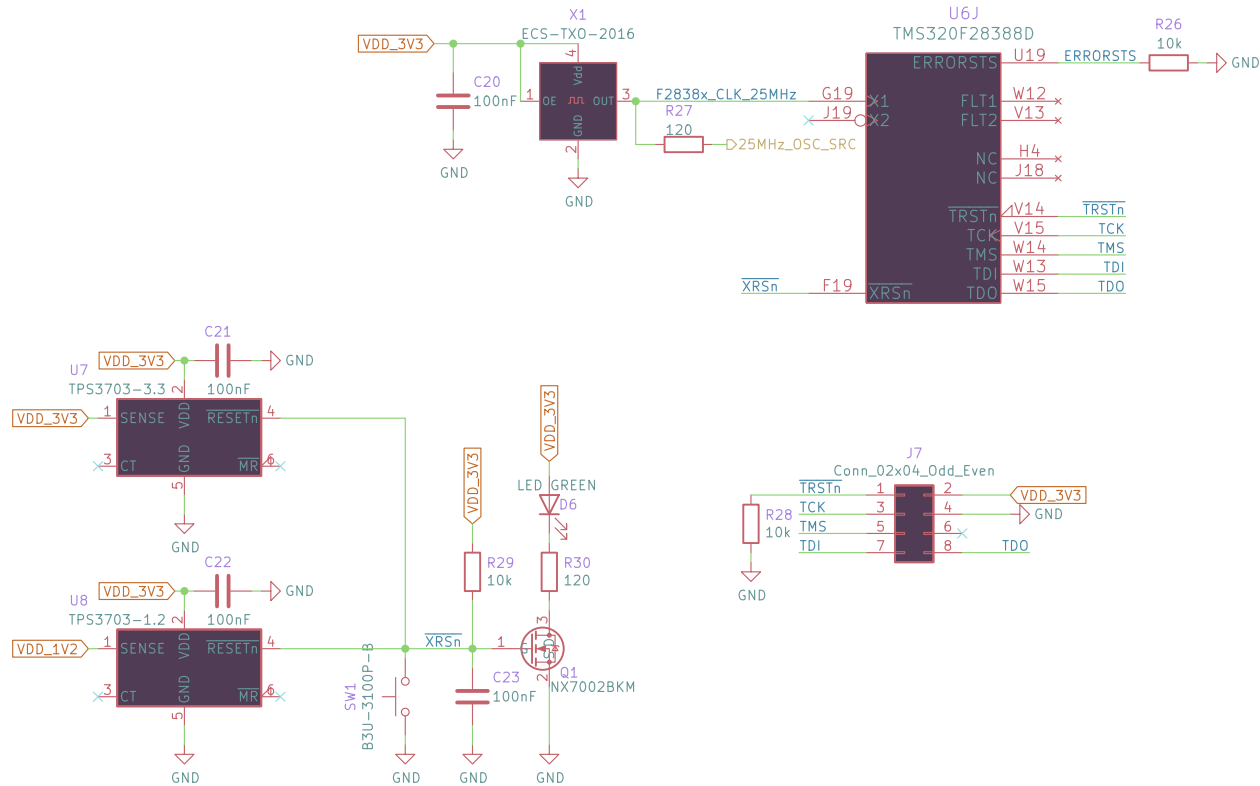 X1
ECS-TXO-2016
VDD_3V3
4
Vdd
C20
100nF
1
OE
OUT
3
GND
2
GND
GND
F2838x_CLK_25MHz
R27
120
25MHz_OSC_SRC
U6J
TMS320F28388D
G19
X1
J19
X2
F19
XRSn
XRSn
ERRORSTS
U19
ERRORSTS
R26
10k
GND
FLT1
W12
FLT2
V13
NC
H4
NC
J18
TRSTn
V14
TRSTn
TCK
V15
TCK
TMS
W14
TMS
TDI
W13
TDI
TDO
W15
TDO
C21
VDD_3V3
GND
100nF
U7
TPS3703-3.3
2
VDD_3V3
1
SENSE
VDD
RESETn
4
3
CT
GND
MR
6
5
GND
C22
VDD_3V3
GND
100nF
U8
TPS3703-1.2
2
VDD_1V2
1
SENSE
VDD
RESETn
4
3
CT
GND
MR
6
5
GND
SW1
B3U-3100P-B
GND
XRSn
VDD_3V3
R29
10k
C23
100nF
GND
VDD_3V3
LED GREEN
D6
R30
120
3
1
G
D
S
2
Q1
NX7002BKM
GND
J7
Conn_02x04_Odd_Even
TRSTn
1
2
VDD_3V3
TCK
3
4
GND
TMS
5
6
TDI
7
8
TDO
R28
10k
GND